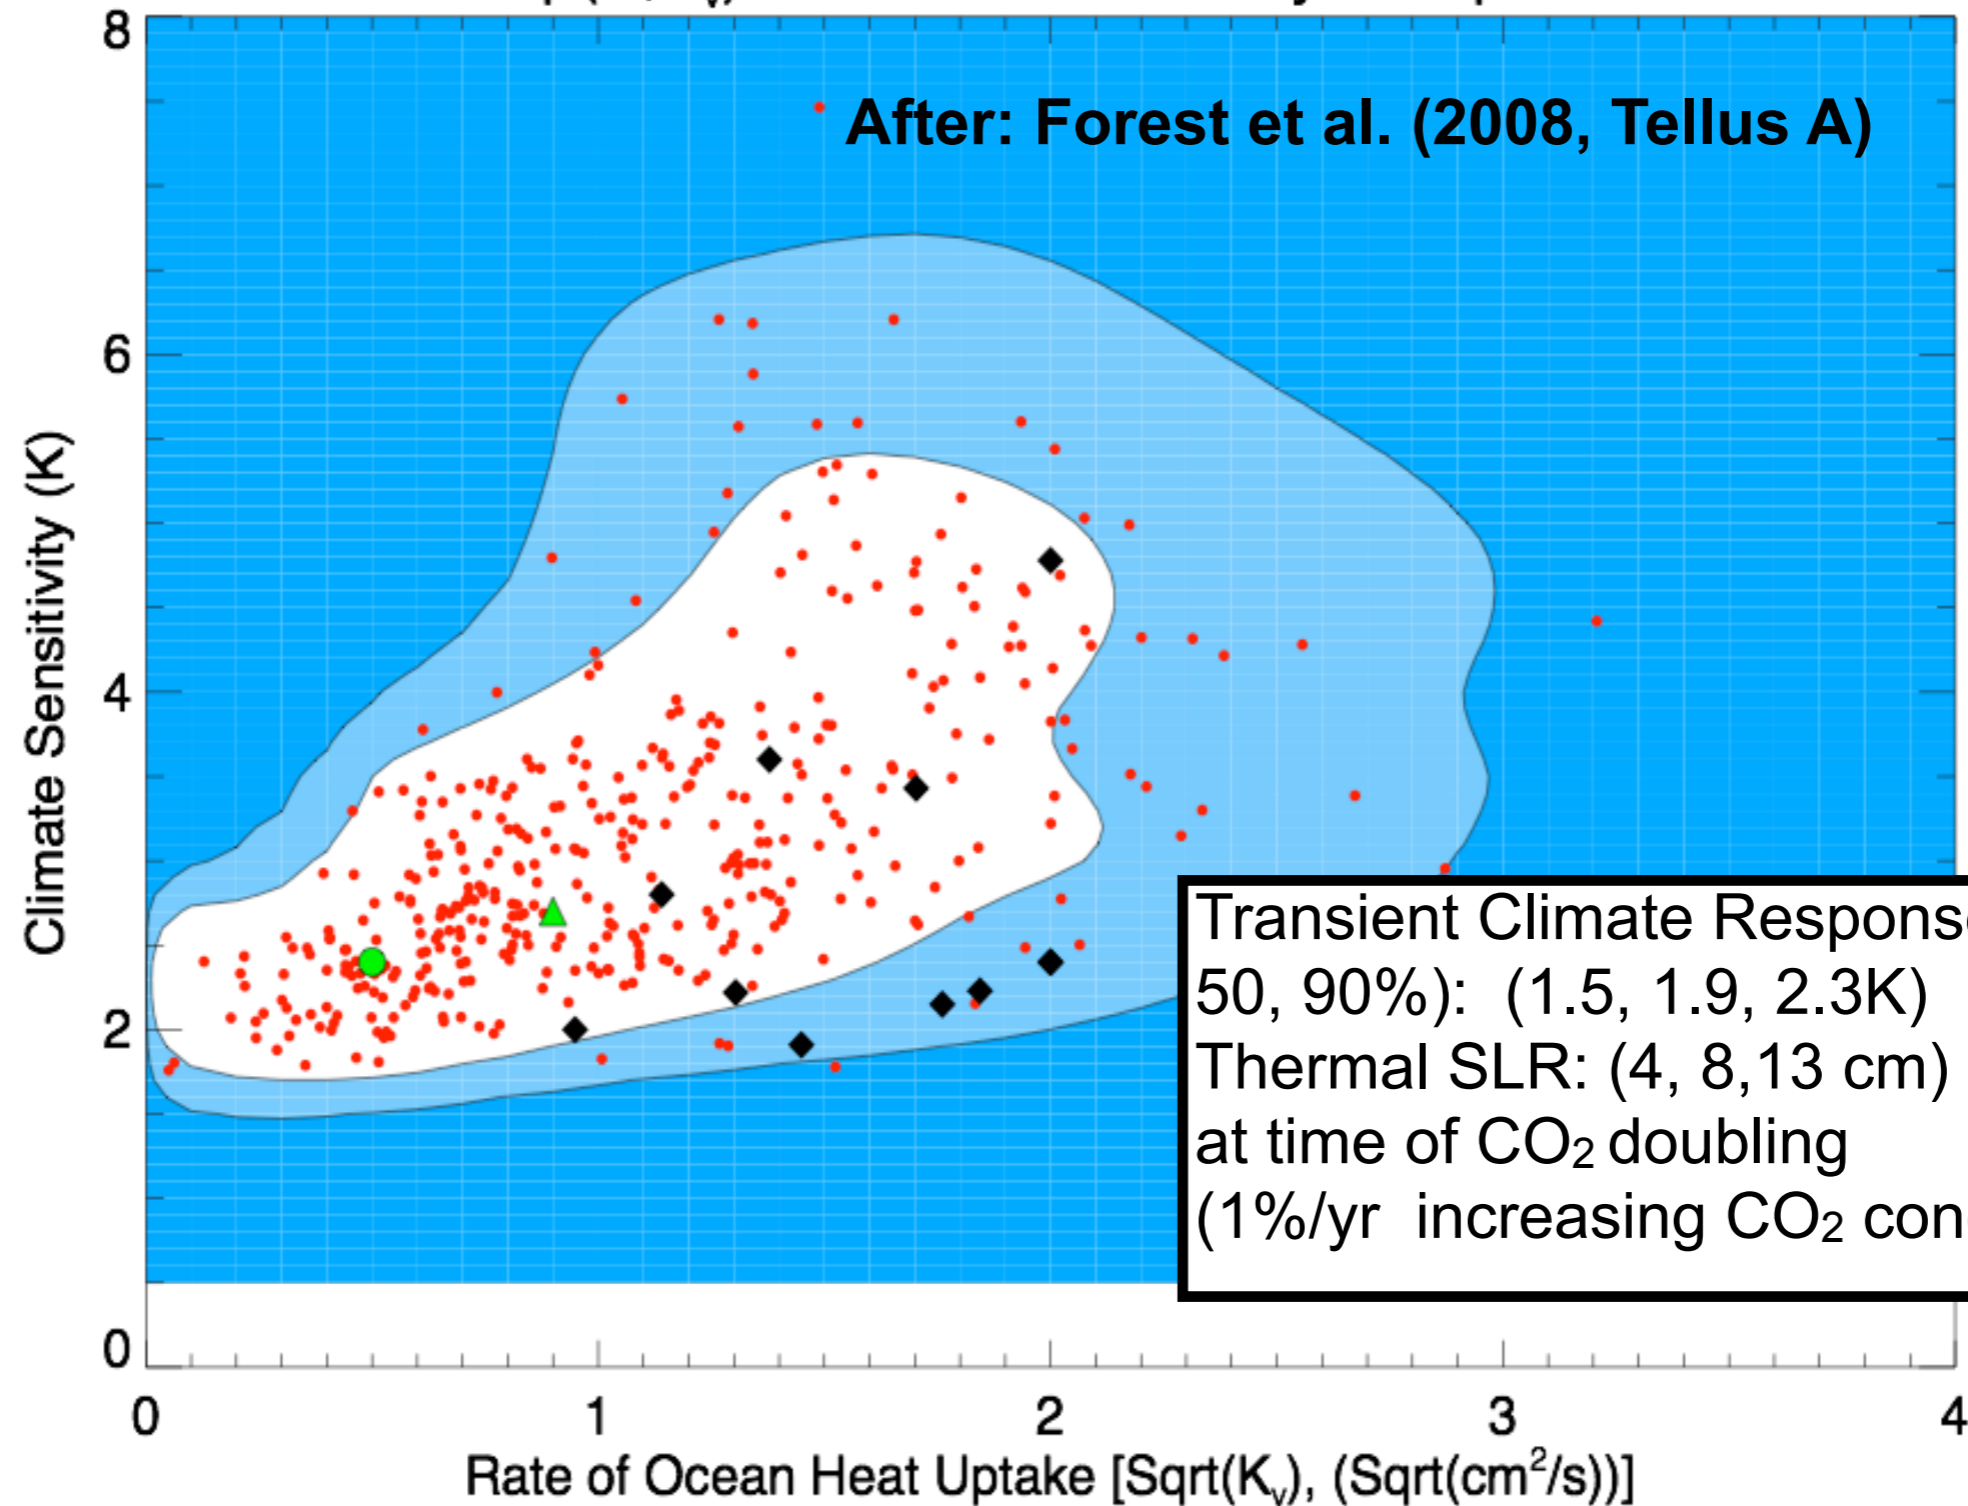 8
After: Forest et al. (2008, Tellus A)
6
4
2
0
0 1 2 3 4
Climate Sensitivity (K)
Rate of Ocean Heat Uptake [Sqrt(Kv), (Sqrt(cm²/s))]
Transient Climate Response
50, 90%): (1.5, 1.9, 2.3K)
Thermal SLR: (4, 8,13 cm)
at time of CO₂ doubling
(1%/yr increasing CO₂